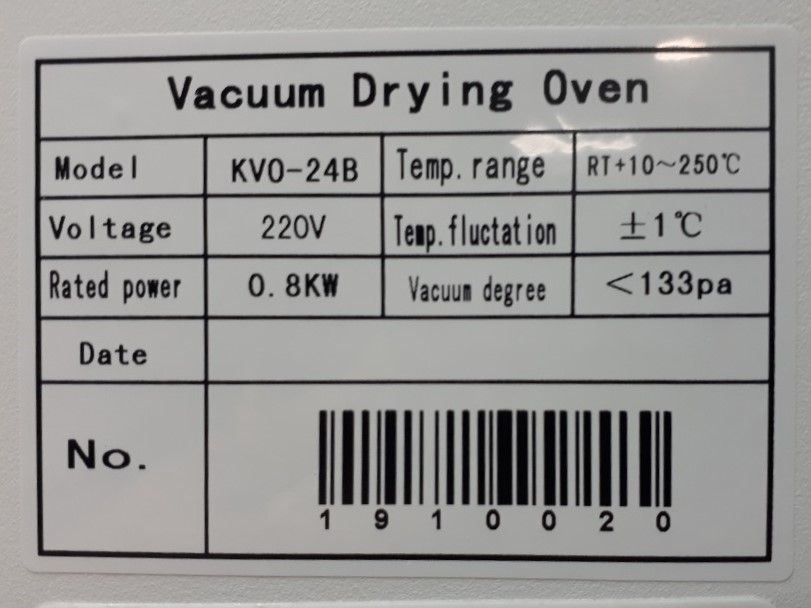 Vacuum Drying Oven
Model KVO-24B Temp. range RT+10~250℃
Voltage 220V Temp. fluctation ±1℃
Rated power 0.8KW Vacuum degree <133pa
Date
No.
1910020